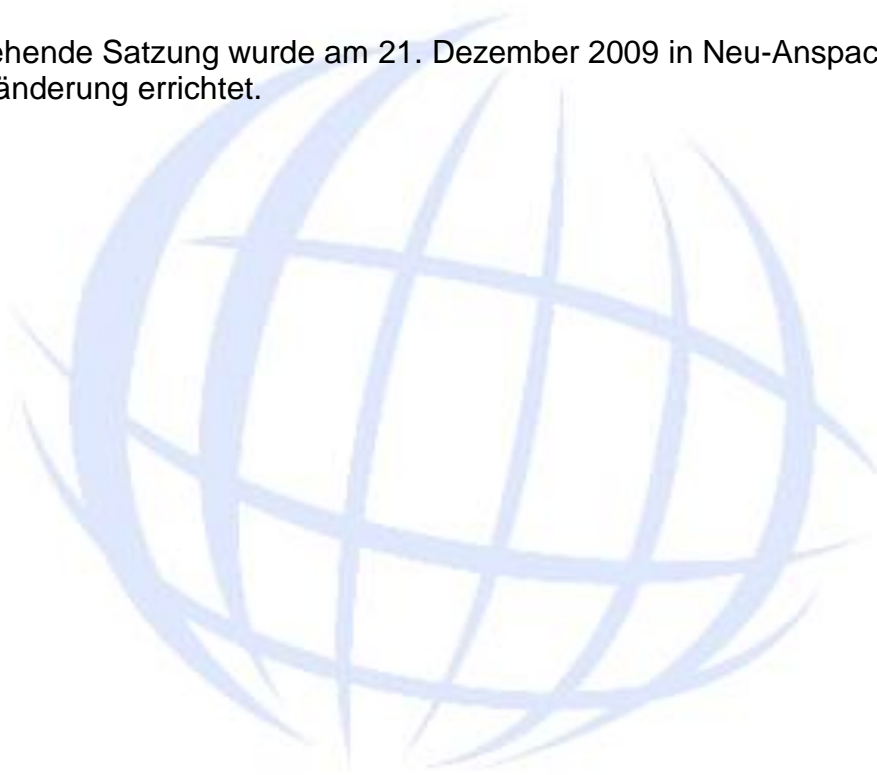 ehende Satzung wurde am 21. Dezember 2009 in Neu-Anspac
änderung errichtet.